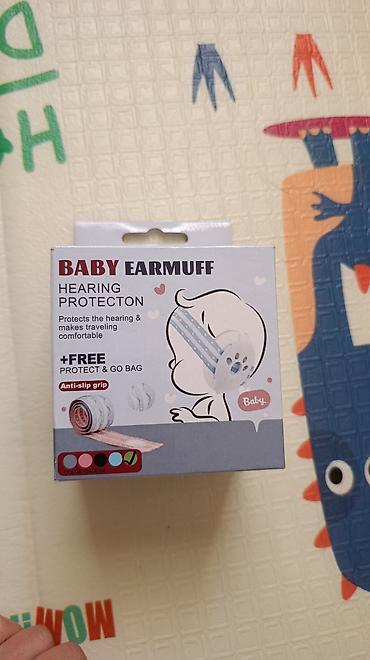 D
H
BABY EARMUFF
HEARING
PROTECTON
Protects the hearing &
makes traveling
comfortable
+FREE
PROTECT & GO BAG
Anti-slip grip
Baby
WOW